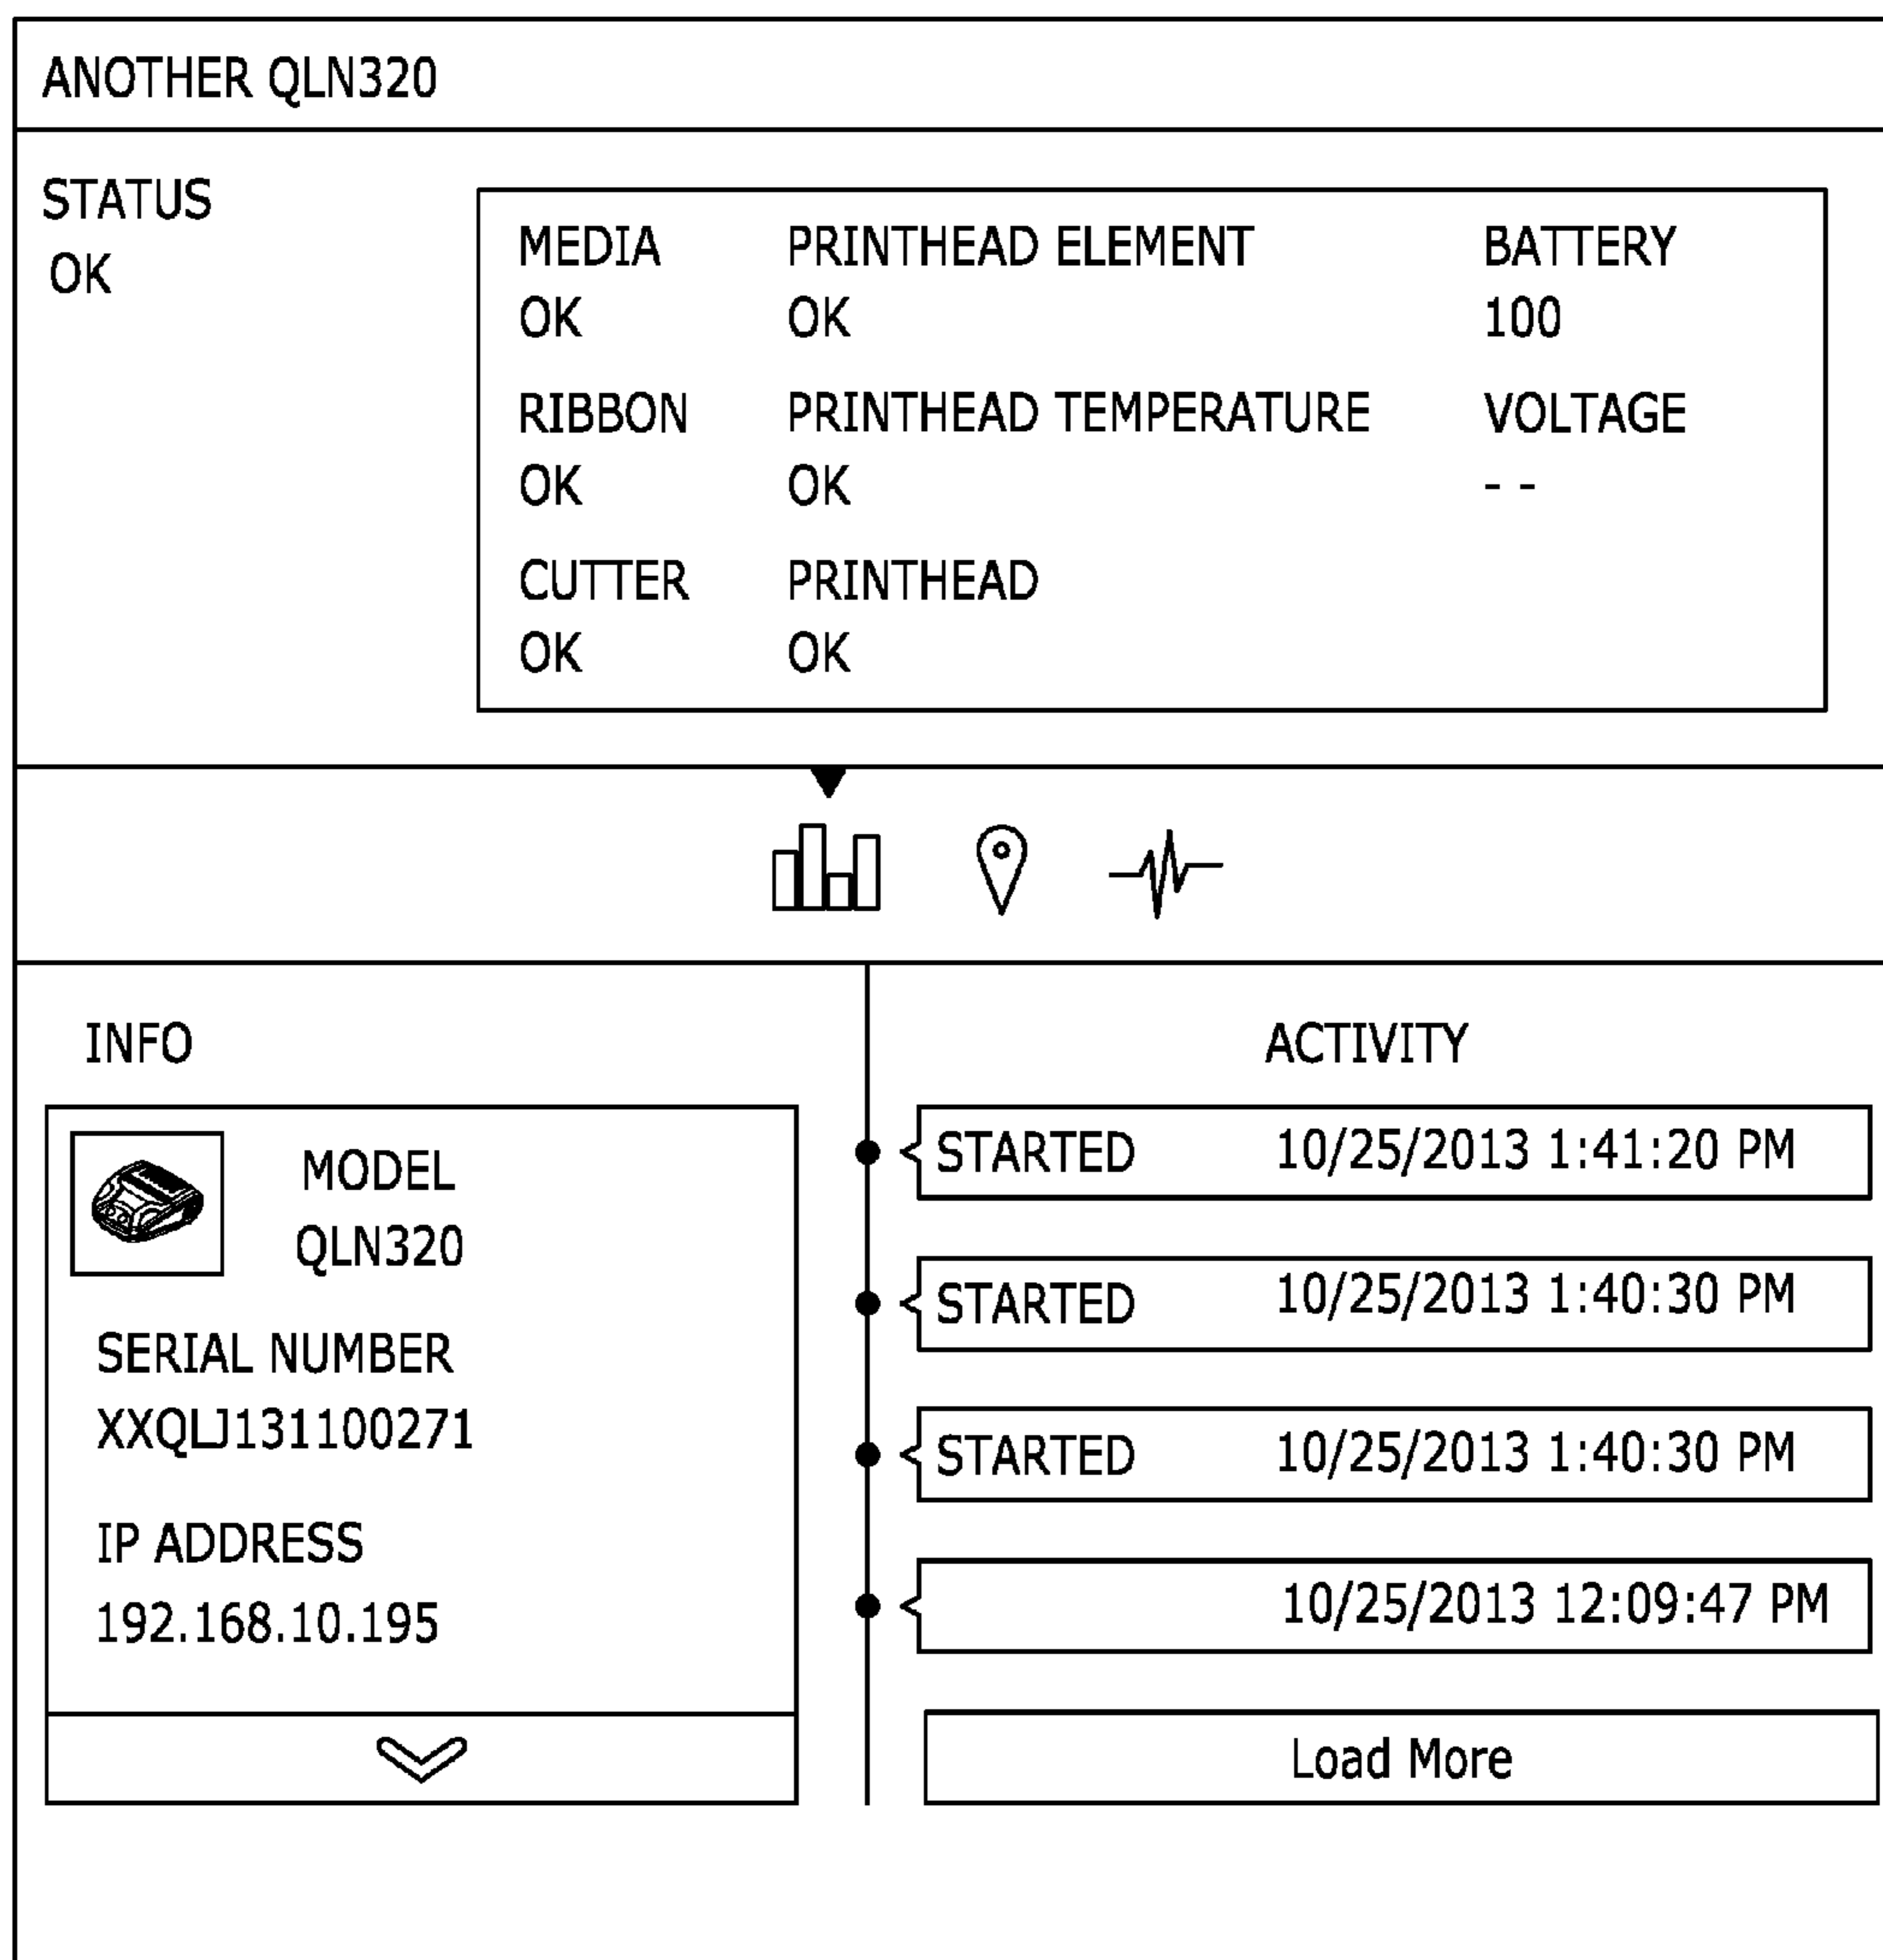 ANOTHER QLN320
STATUS
OK
MEDIA PRINTHEAD ELEMENT BATTERY
OK OK 100
RIBBON PRINTHEAD TEMPERATURE VOLTAGE
OK OK - -
CUTTER PRINTHEAD
OK OK
INFO
MODEL
QLN320
SERIAL NUMBER
XXQLJ131100271
IP ADDRESS
192.168.10.195
ACTIVITY
STARTED 10/25/2013 1:41:20 PM
STARTED 10/25/2013 1:40:30 PM
STARTED 10/25/2013 1:40:30 PM
10/25/2013 12:09:47 PM
Load More